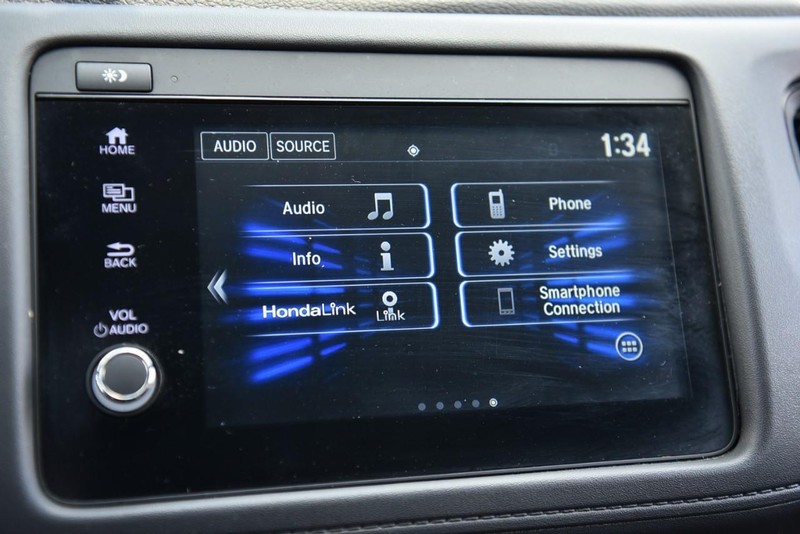 HOME
MENU
BACK
VOL
AUDIO
AUDIO SOURCE
1:34
Audio
Phone
Info
Settings
HondaLink
Link
Smartphone
Connection